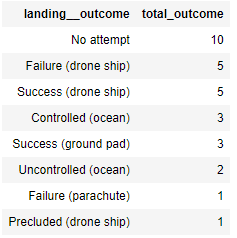 landing__outcome total_outcome
No attempt 10
Failure (drone ship) 5
Success (drone ship) 5
Controlled (ocean) 3
Success (ground pad) 3
Uncontrolled (ocean) 2
Failure (parachute) 1
Precluded (drone ship) 1